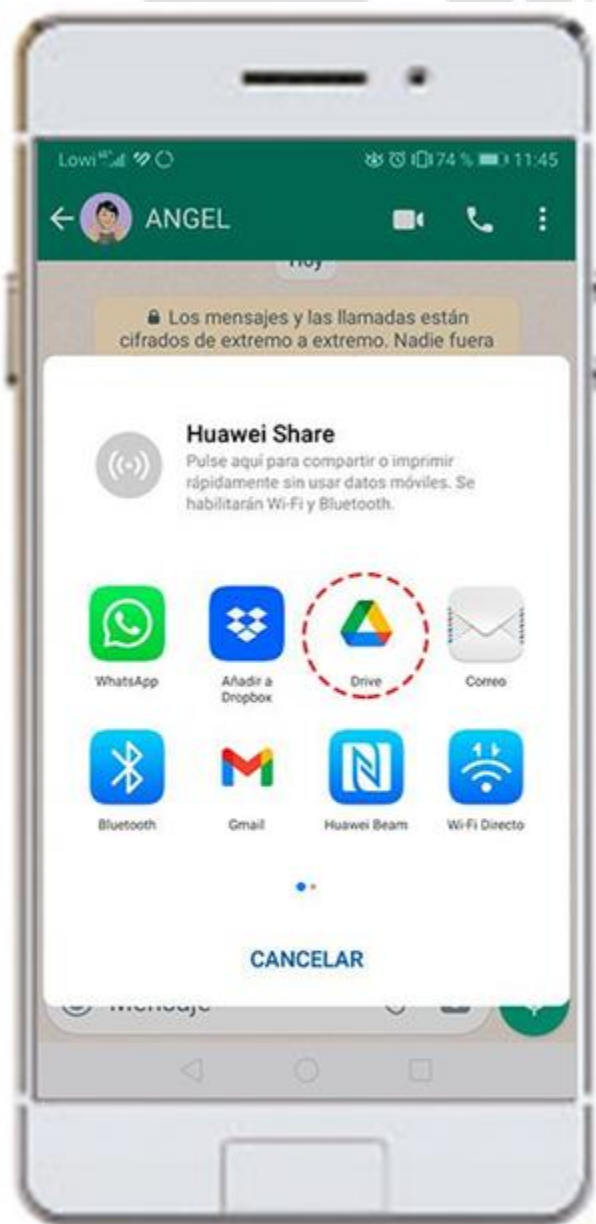 Lowi 74 % 11:45
ANGEL
Hoy
Los mensajes y las llamadas están
cifrados de extremo a extremo. Nadie fuera
Huawei Share
Pulse aquí para compartir o imprimir
rápidamente sin usar datos móviles. Se
habilitarán Wi-Fi y Bluetooth.
WhatsApp
Añadir a
Dropbox
Drive
Correo
Bluetooth
Gmail
Huawei Beam
Wi-Fi Directo
CANCELAR
Mensaje